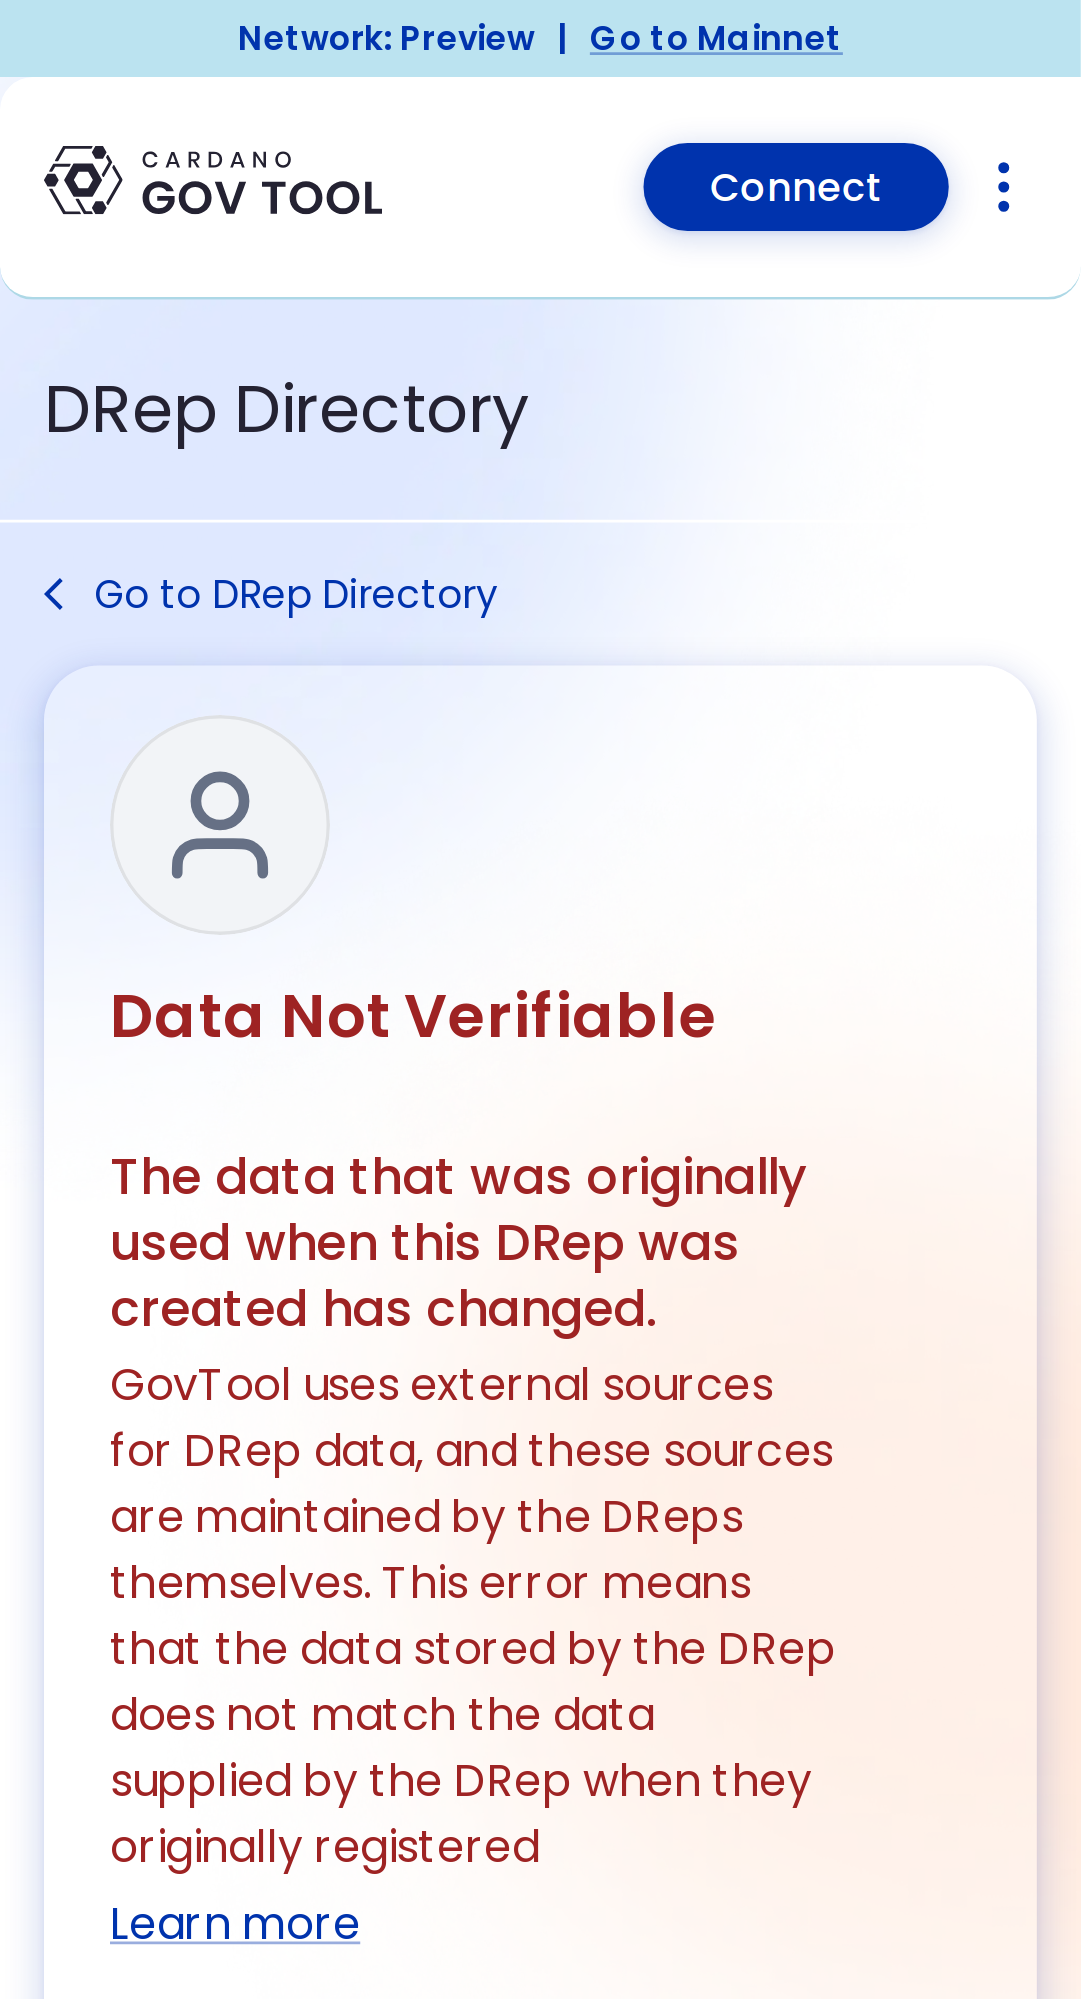 Network: Preview | Go to Mainnet
CARDANO
GOV TOOL
Connect
DRep Directory
Go to DRep Directory
Data Not Verifiable
The data that was originally
used when this DRep was
created has changed.
GovTool uses external sources
for DRep data, and these sources
are maintained by the DReps
themselves. This error means
that the data stored by the DRep
does not match the data
supplied by the DRep when they
originally registered
Learn more